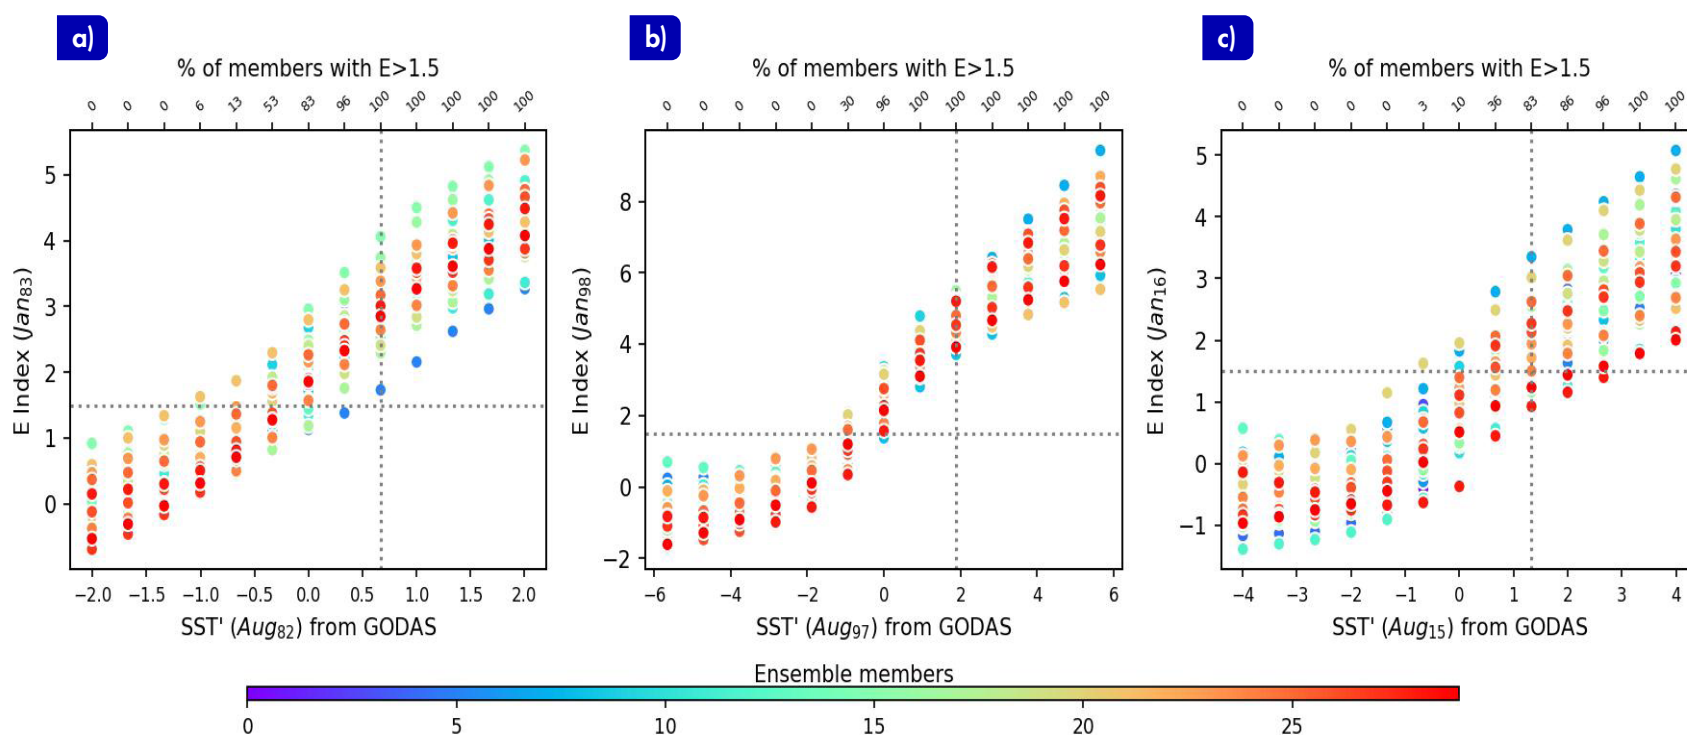 a)
% of members with E>1.5
0 0 0 6 13 53 83 96 100 100 100 100 100
E Index (Jan83)
5
4
3
2
1
0
−2.0 −1.5 −1.0 −0.5 0.0 0.5 1.0 1.5 2.0
SST' (Aug82) from GODAS
b)
% of members with E>1.5
0 0 0 0 0 30 96 100 100 100 100 100 100
E Index (Jan98)
8
6
4
2
0
−2
−6 −4 −2 0 2 4 6
SST' (Aug97) from GODAS
c)
% of members with E>1.5
0 0 0 0 0 3 10 36 83 86 96 100 100
E Index (Jan16)
5
4
3
2
1
0
−1
−4 −3 −2 −1 0 1 2 3 4
SST' (Aug15) from GODAS
Ensemble members
0 5 10 15 20 25